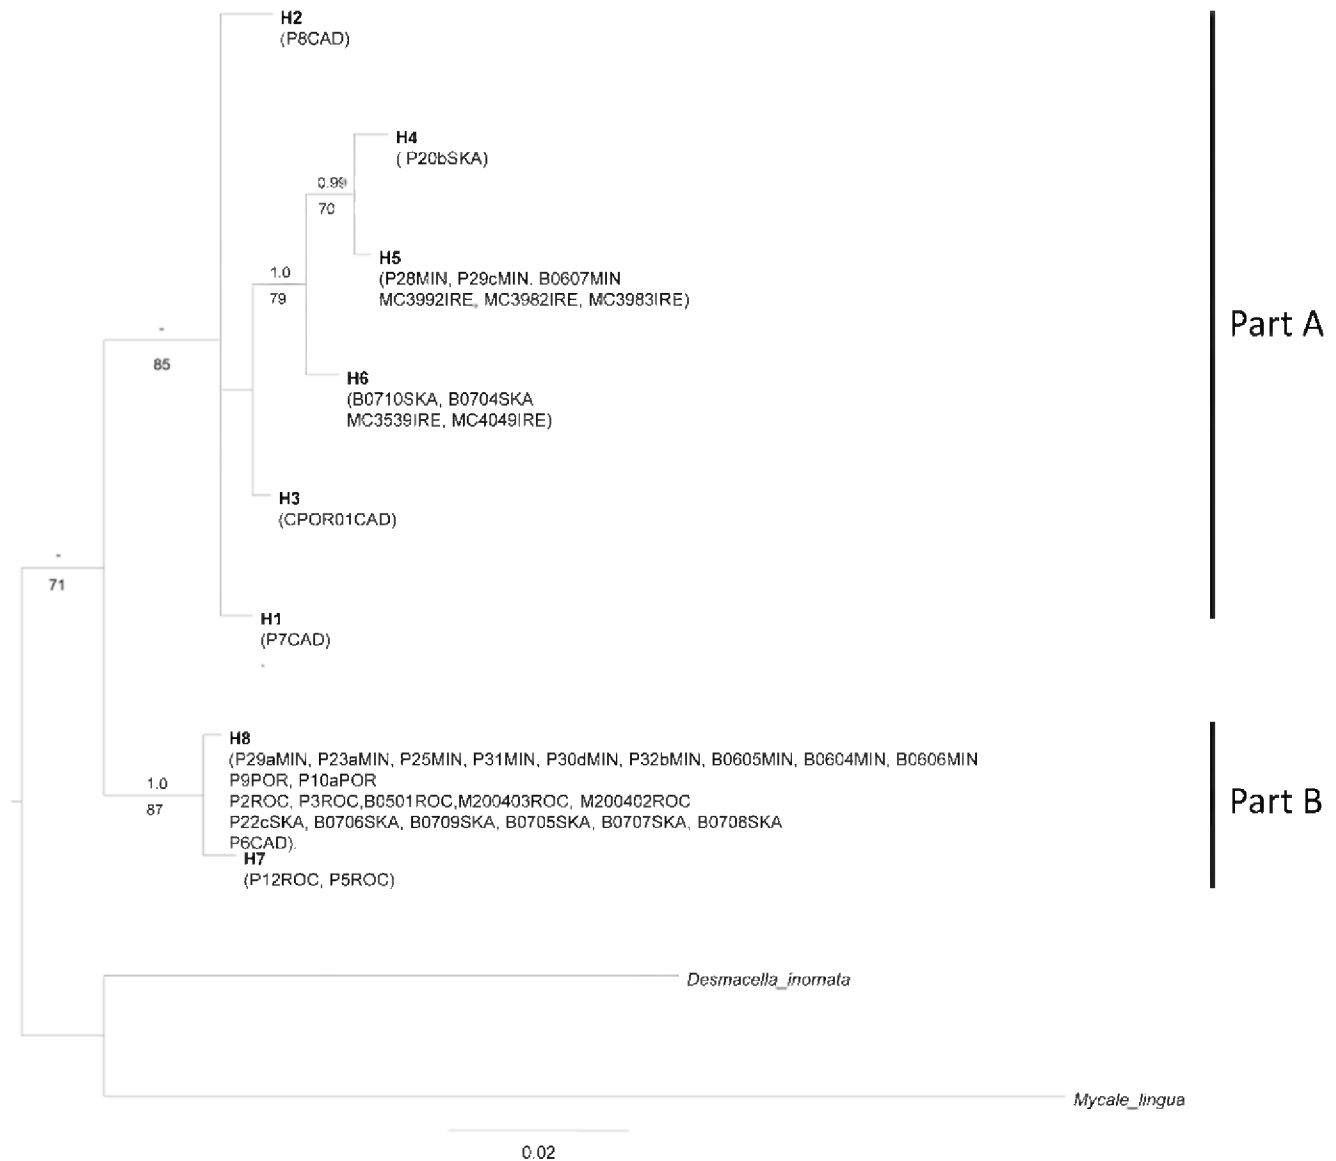 H2
(P8CAD)
H4
( P20bSKA)
0.99
70
H5
(P28MIN, P29cMIN. B0607MIN
MC3992IRE, MC3982IRE, MC3983IRE)
1.0
79
Part A
-
85
H6
(B0710SKA, B0704SKA
MC3539IRE, MC4049IRE)
H3
(CPOR01CAD)
-
71
H1
(P7CAD)
H8
(P29aMIN, P23aMIN, P25MIN, P31MIN, P30dMIN, P32bMIN, B0605MIN, B0604MIN, B0606MIN
P9POR, P10aPOR
P2ROC, P3ROC,B0501ROC,M200403ROC, M200402ROC
P22cSKA, B0706SKA, B0709SKA, B0705SKA, B0707SKA, B0708SKA
P6CAD).
1.0
87
Part B
H7
(P12ROC, P5ROC)
Desmacella_inornata
Mycale_lingua
0.02